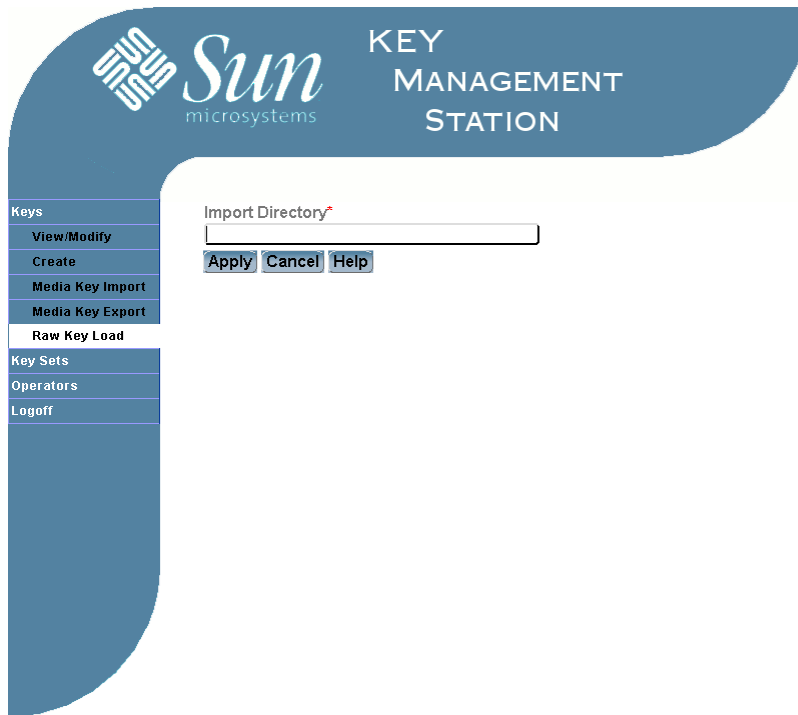 Sun
microsystems
KEY
MANAGEMENT
STATION
Keys
View/Modify
Create
Media Key Import
Media Key Export
Raw Key Load
Key Sets
Operators
Logoff
Import Directory*
Apply Cancel Help